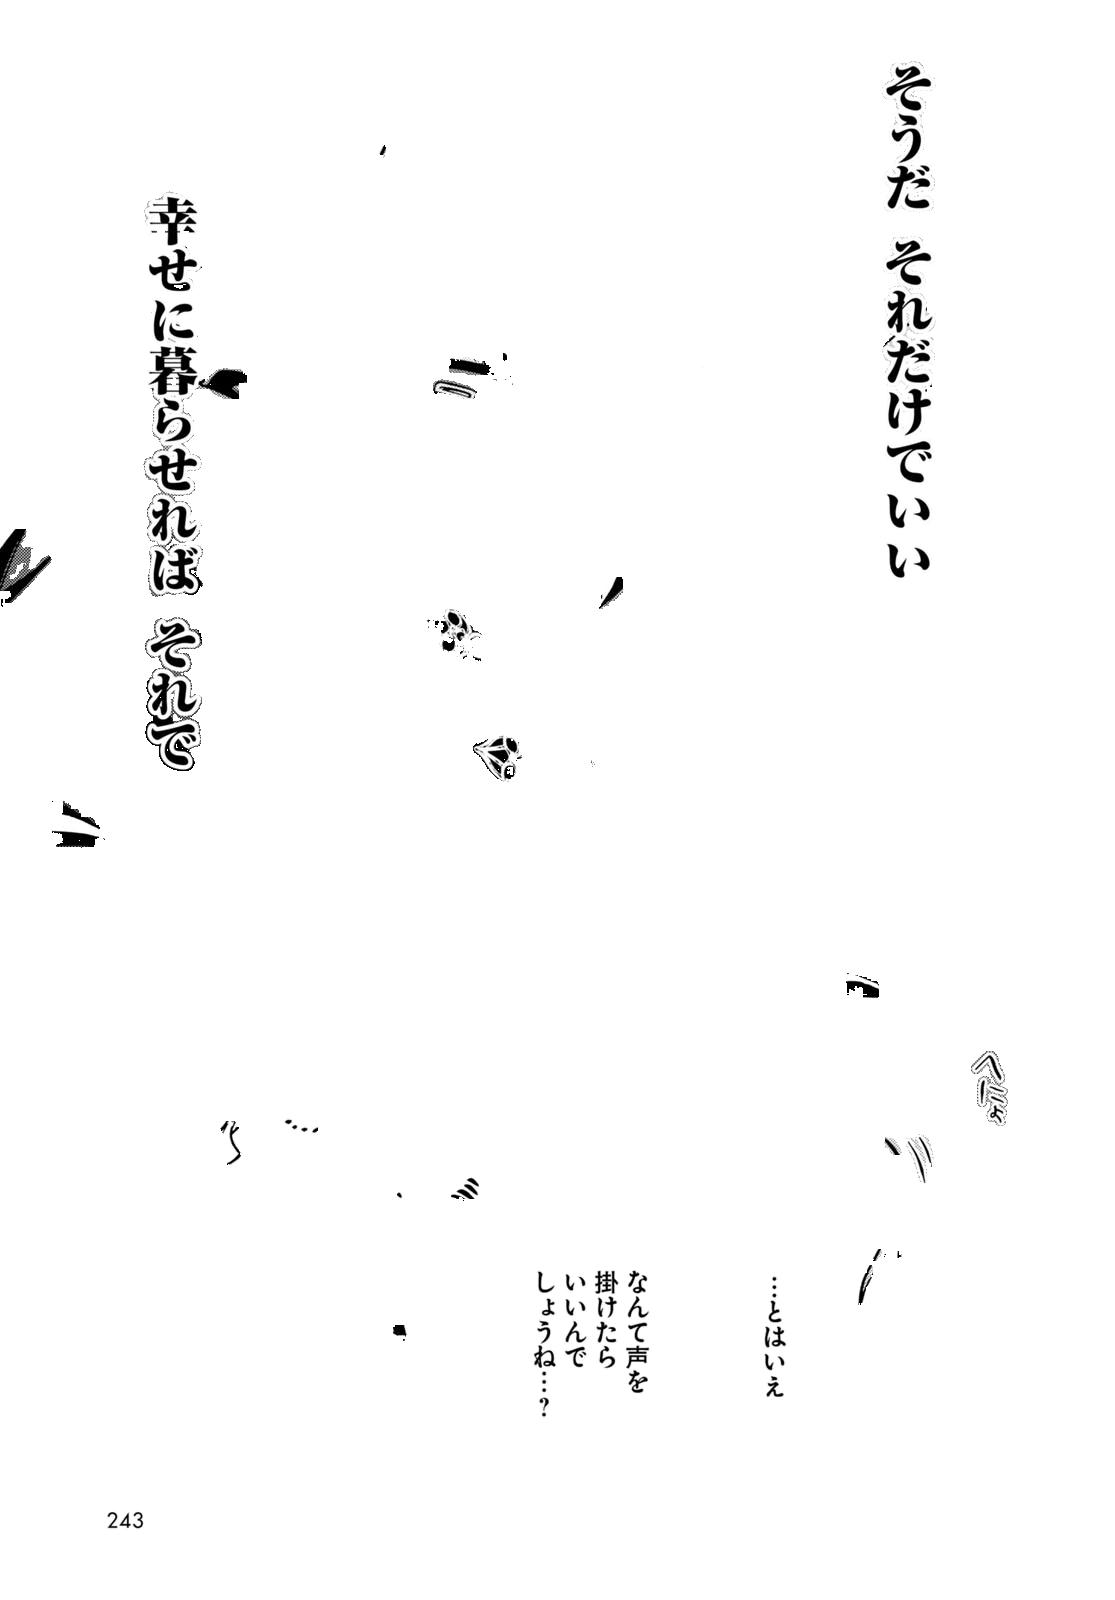 そうだ それだけでいい
幸せに暮らせれば それで
へにょ
…とはいえ
なんて声を
掛けたら
いいんで
しょうね…?
243